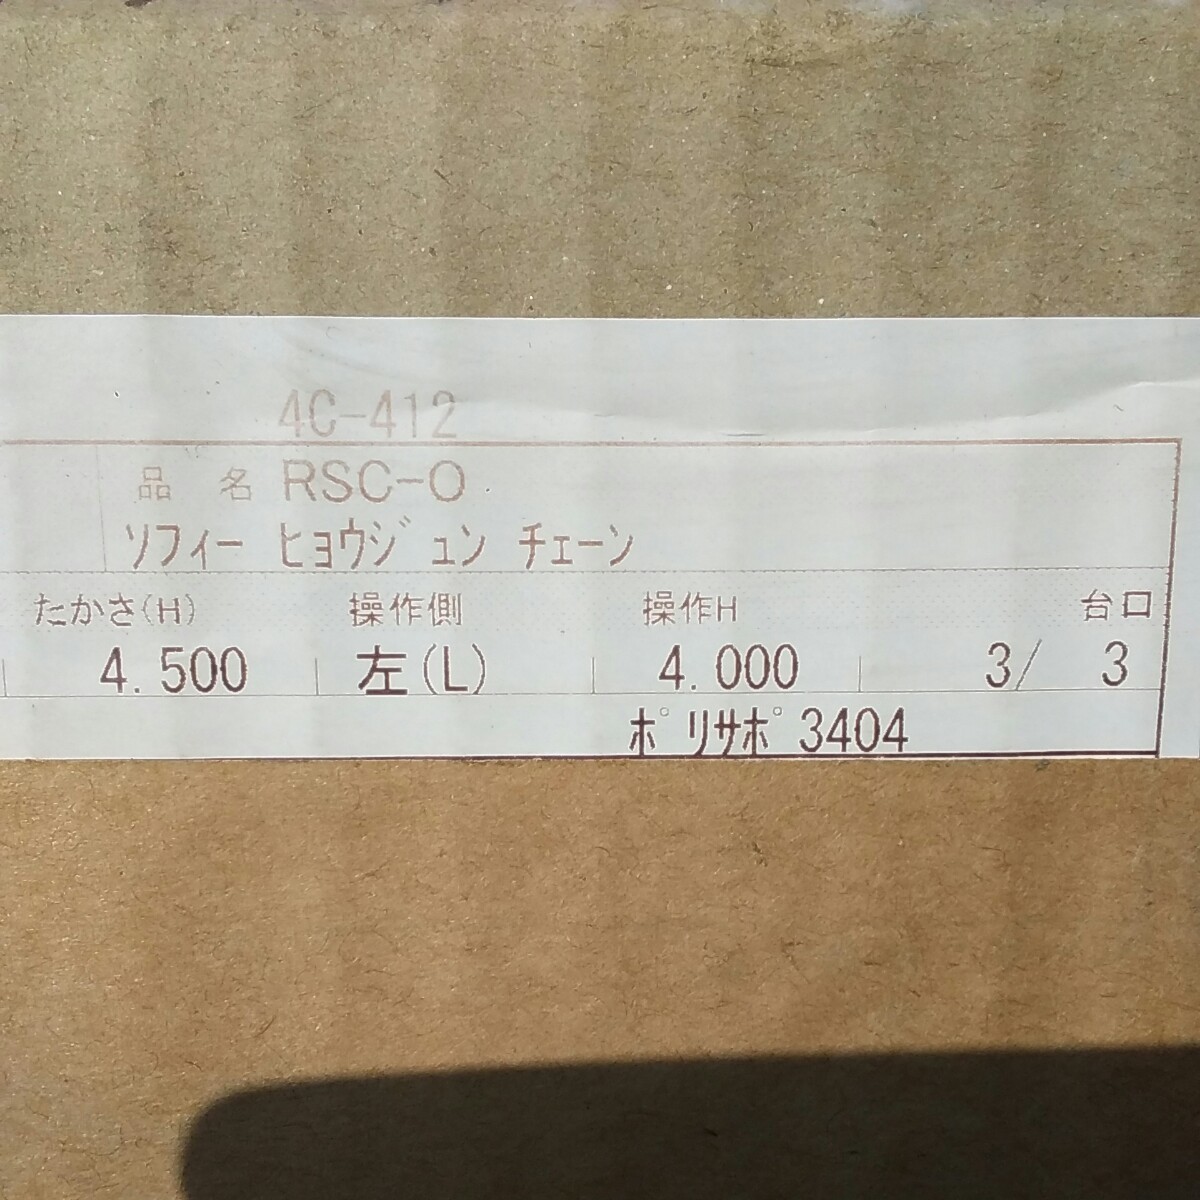 4C-412
品 名 RSC-O
ソフィー ヒョウジュン チェーン
たかさ(H) 操作側 操作H 台口
4.500 左(L) 4.000 3/ 3
ポリサポ3404